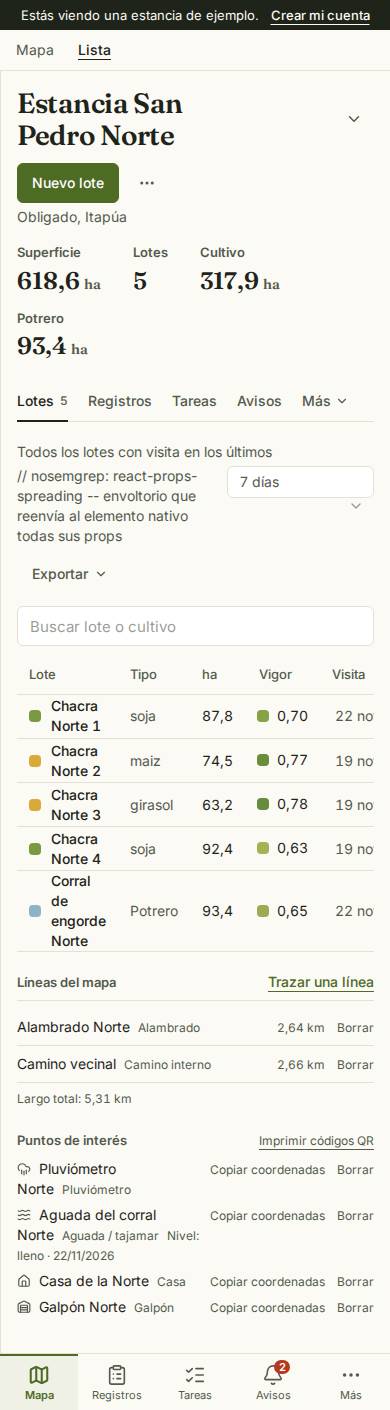 Estás viendo una estancia de ejemplo. Crear mi cuenta
Mapa Lista
Estancia San
Pedro Norte
Nuevo lote
Obligado, Itapúa
Superficie Lotes Cultivo
618,6 ha 5 317,9 ha
Potrero
93,4 ha
Lotes 5 Registros Tareas Avisos Más
Todos los lotes con visita en los últimos
// nosemgrep: react-props-
spreading -- envoltorio que
reenvía al elemento nativo
todas sus props
7 días
Exportar
Buscar lote o cultivo
Lote Tipo ha Vigor Visita
Chacra
Norte 1 soja 87,8 0,70 22 no
Chacra
Norte 2 maiz 74,5 0,77 19 no
Chacra
Norte 3 girasol 63,2 0,78 19 no
Chacra
Norte 4 soja 92,4 0,63 19 no
Corral
de
engorde
Norte Potrero 93,4 0,65 22 no
Líneas del mapa Trazar una línea
Alambrado Norte Alambrado 2,64 km Borrar
Camino vecinal Camino interno 2,66 km Borrar
Largo total: 5,31 km
Puntos de interés Imprimir códigos QR
Pluviómetro Copiar coordenadas Borrar
Norte Pluviómetro
Aguada del corral Copiar coordenadas Borrar
Norte Aguada / tajamar Nivel:
lleno · 22/11/2026
Casa de la Norte Casa Copiar coordenadas Borrar
Galpón Norte Galpón Copiar coordenadas Borrar
2
Mapa Registros Tareas Avisos Más